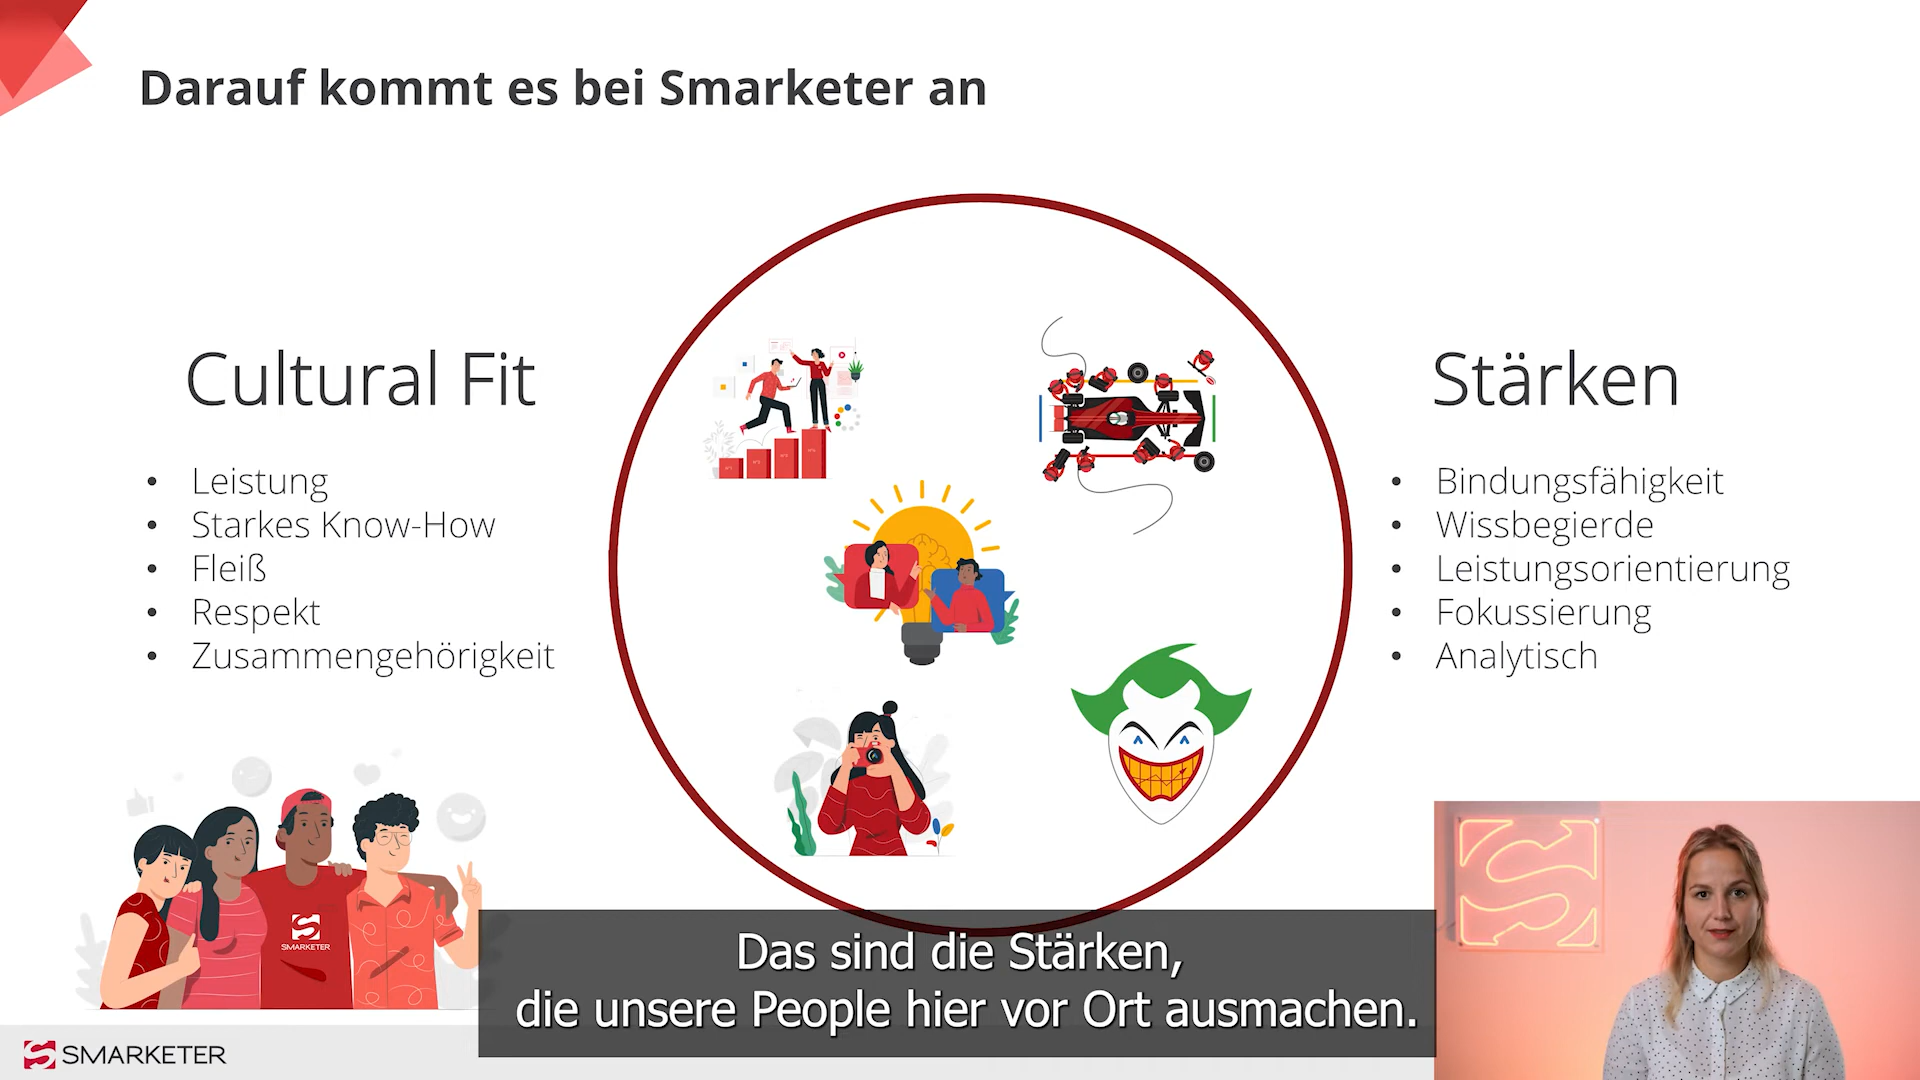 Darauf kommt es bei Smarketer an
Cultural Fit
• Leistung
• Starkes Know-How
• Fleiß
• Respekt
• Zusammengehörigkeit
Stärken
• Bindungsfähigkeit
• Wissbegierde
• Leistungsorientierung
• Fokussierung
• Analytisch
SMARKETER
Das sind die Stärken,
die unsere People hier vor Ort ausmachen.
SMARKETER